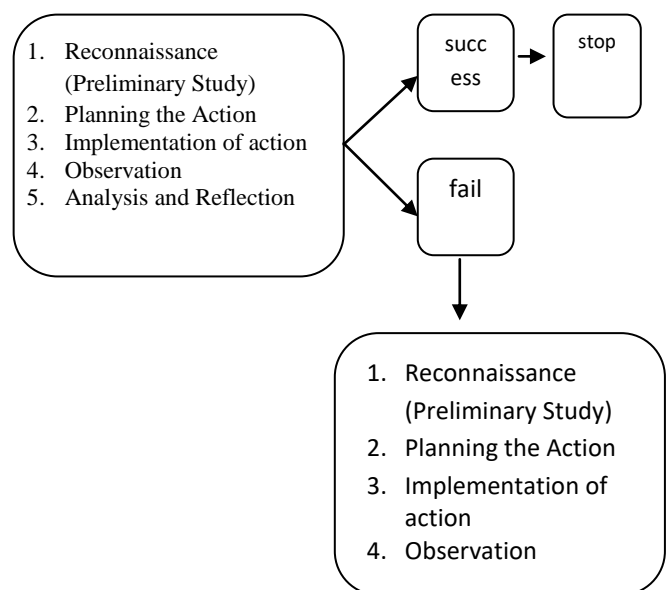 1. Reconnaissance
(Preliminary Study)
2. Planning the Action
3. Implementation of action
4. Observation
5. Analysis and Reflection
succ
ess
stop
fail
1. Reconnaissance
(Preliminary Study)
2. Planning the Action
3. Implementation of
action
4. Observation